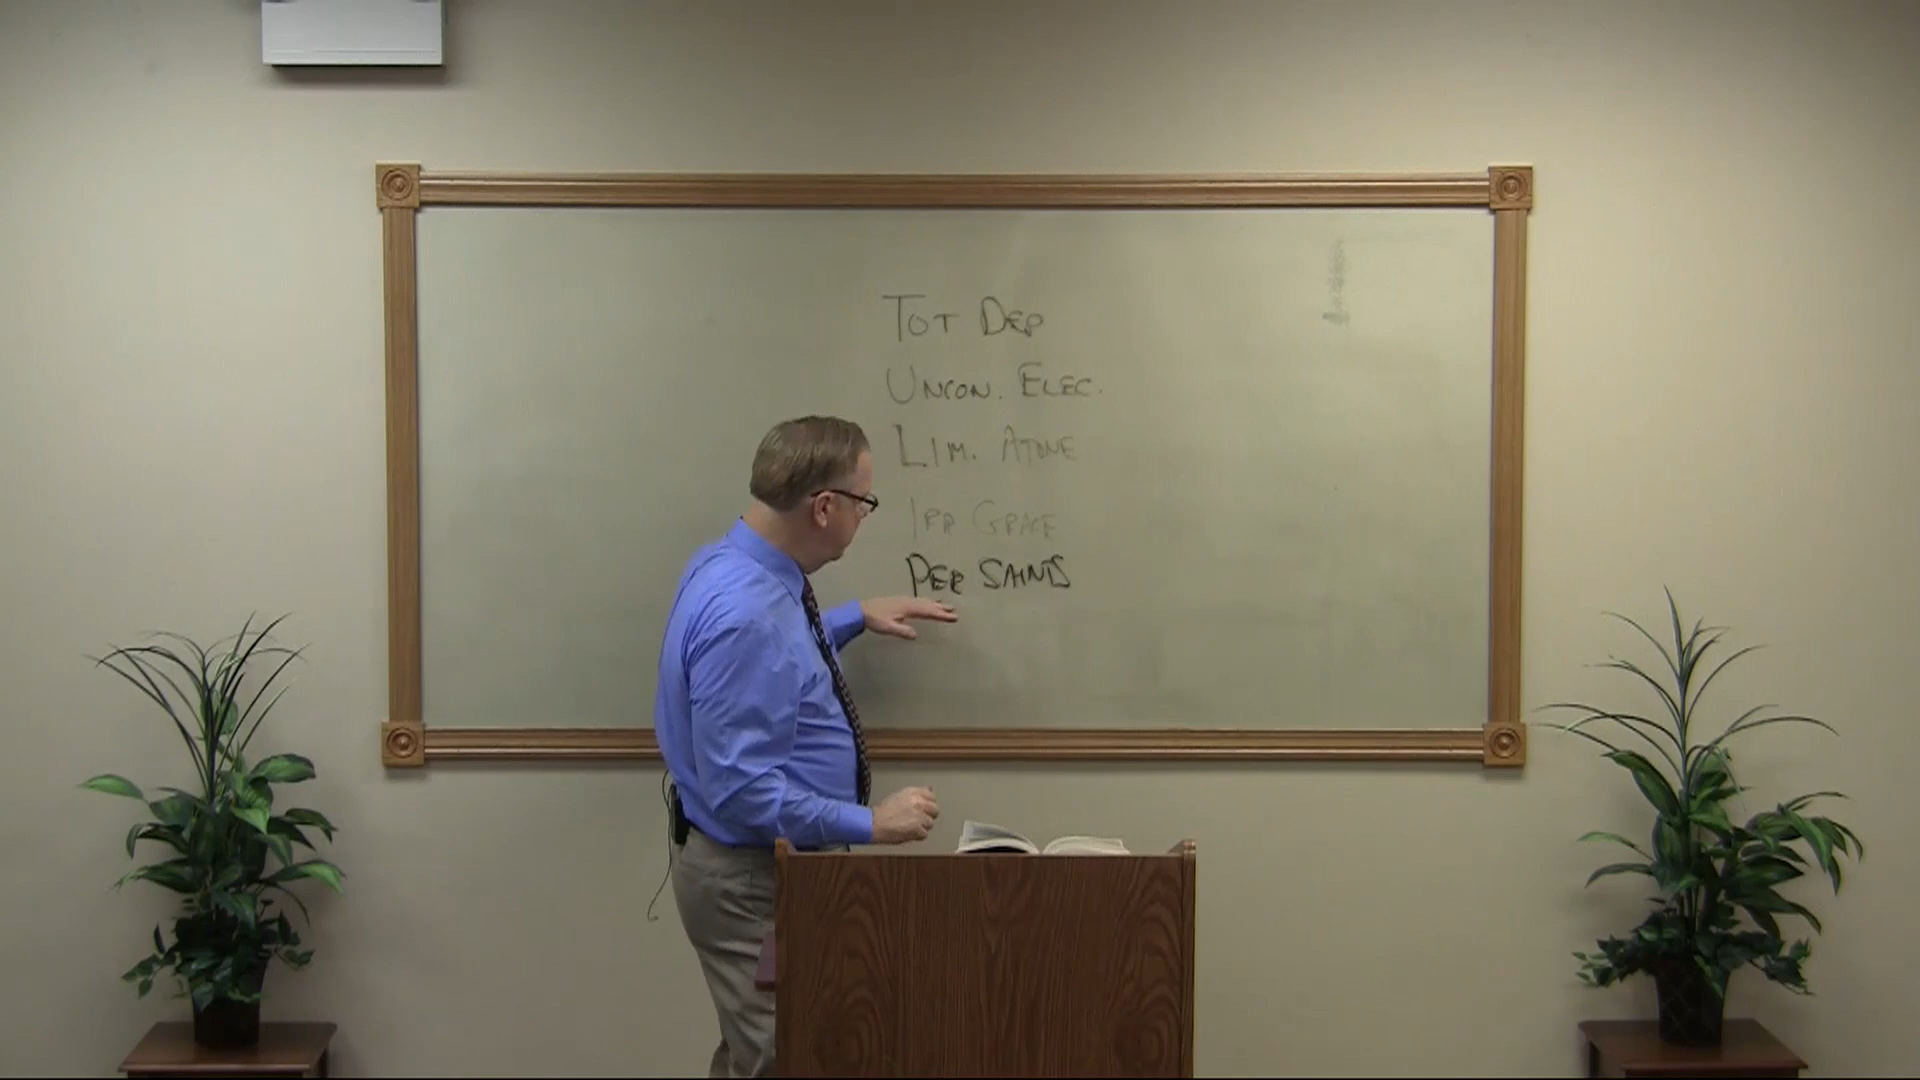 TOT DEP
UNCON. ELEC.
LIM. ATONE
IRR GRACE
PER SAINTS